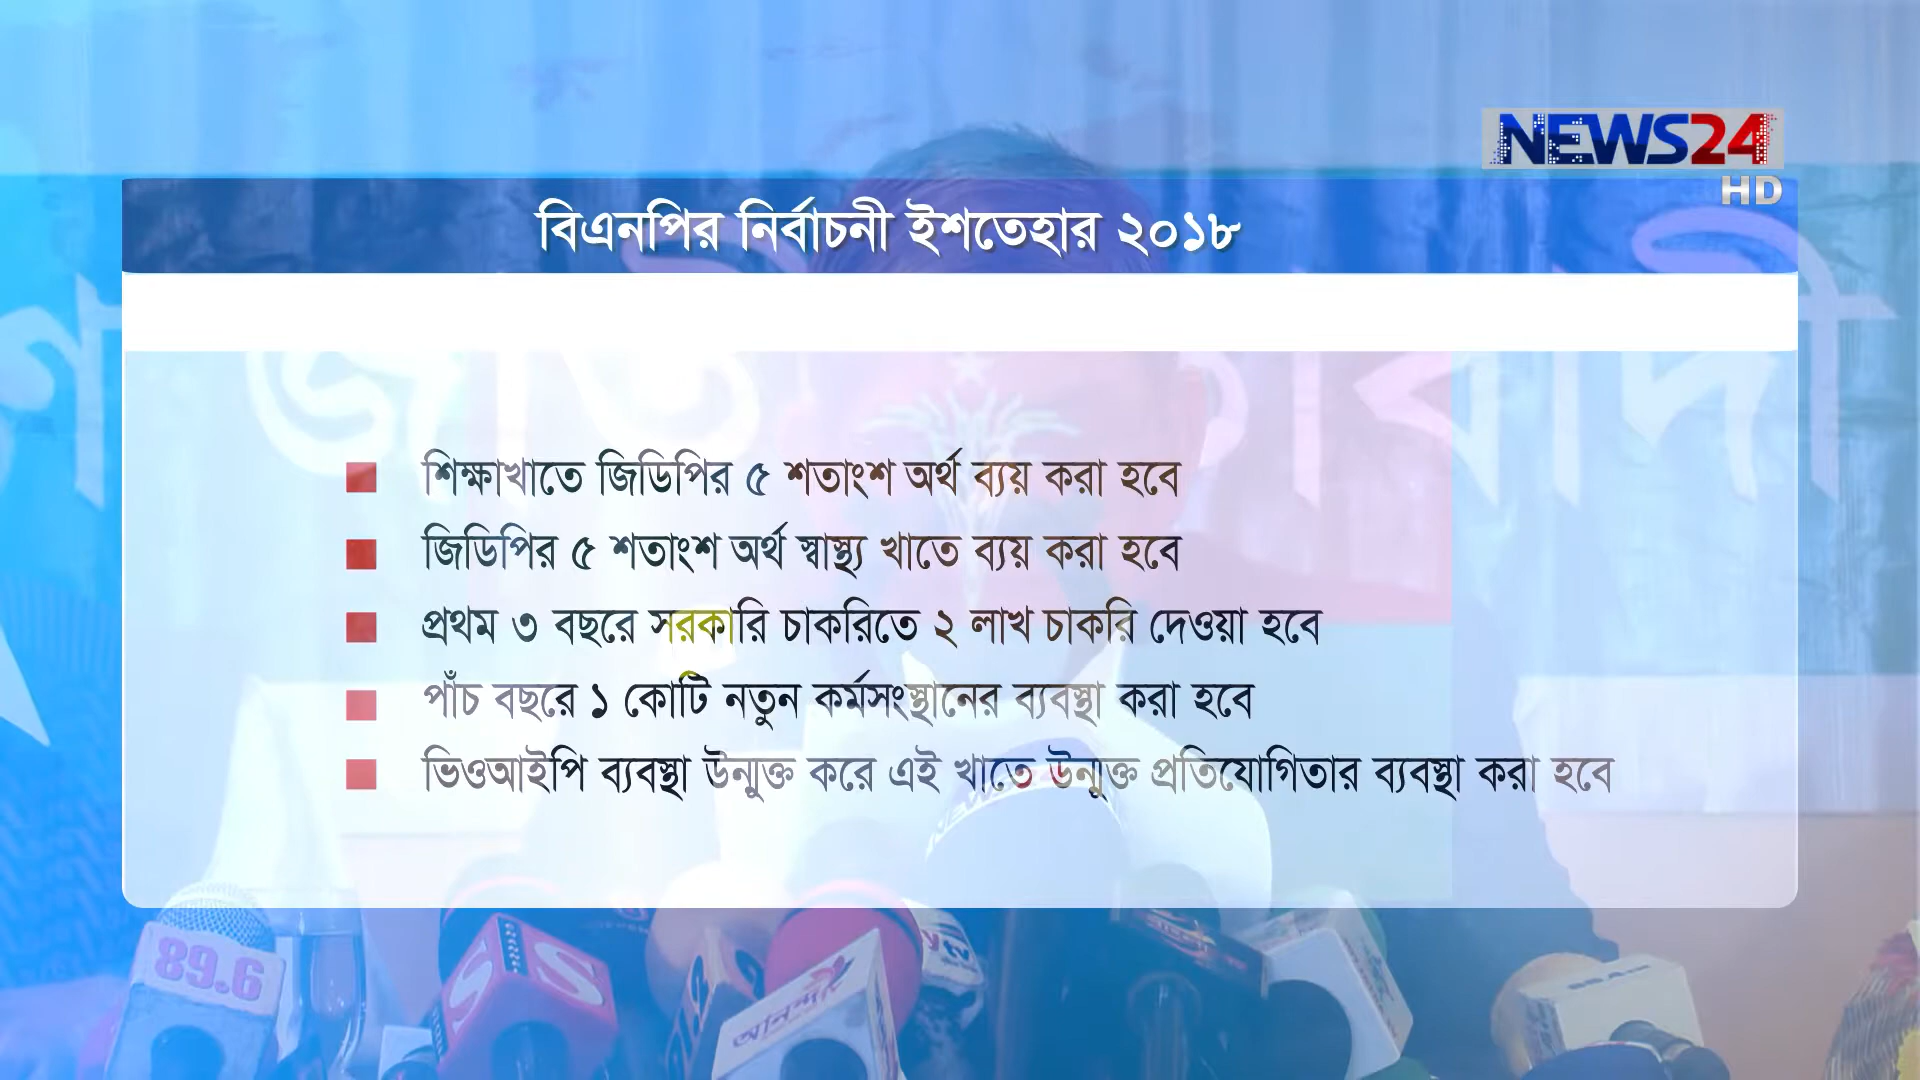 NEWS24
HD
বিএনপির নির্বাচনী ইশতেহার ২০১৮
শিক্ষাখাতে জিডিপির ৫ শতাংশ অর্থ ব্যয় করা হবে
জিডিপির ৫ শতাংশ অর্থ স্বাস্থ্য খাতে ব্যয় করা হবে
প্রথম ৩ বছরে সরকারি চাকরিতে ২ লাখ চাকরি দেওয়া হবে
পাঁচ বছরে ১ কোটি নতুন কর্মসংস্থানের ব্যবস্থা করা হবে
ভিওআইপি ব্যবস্থা উন্মুক্ত করে এই খাতে উন্মুক্ত প্রতিযোগিতার ব্যবস্থা করা হবে
89.6
S S